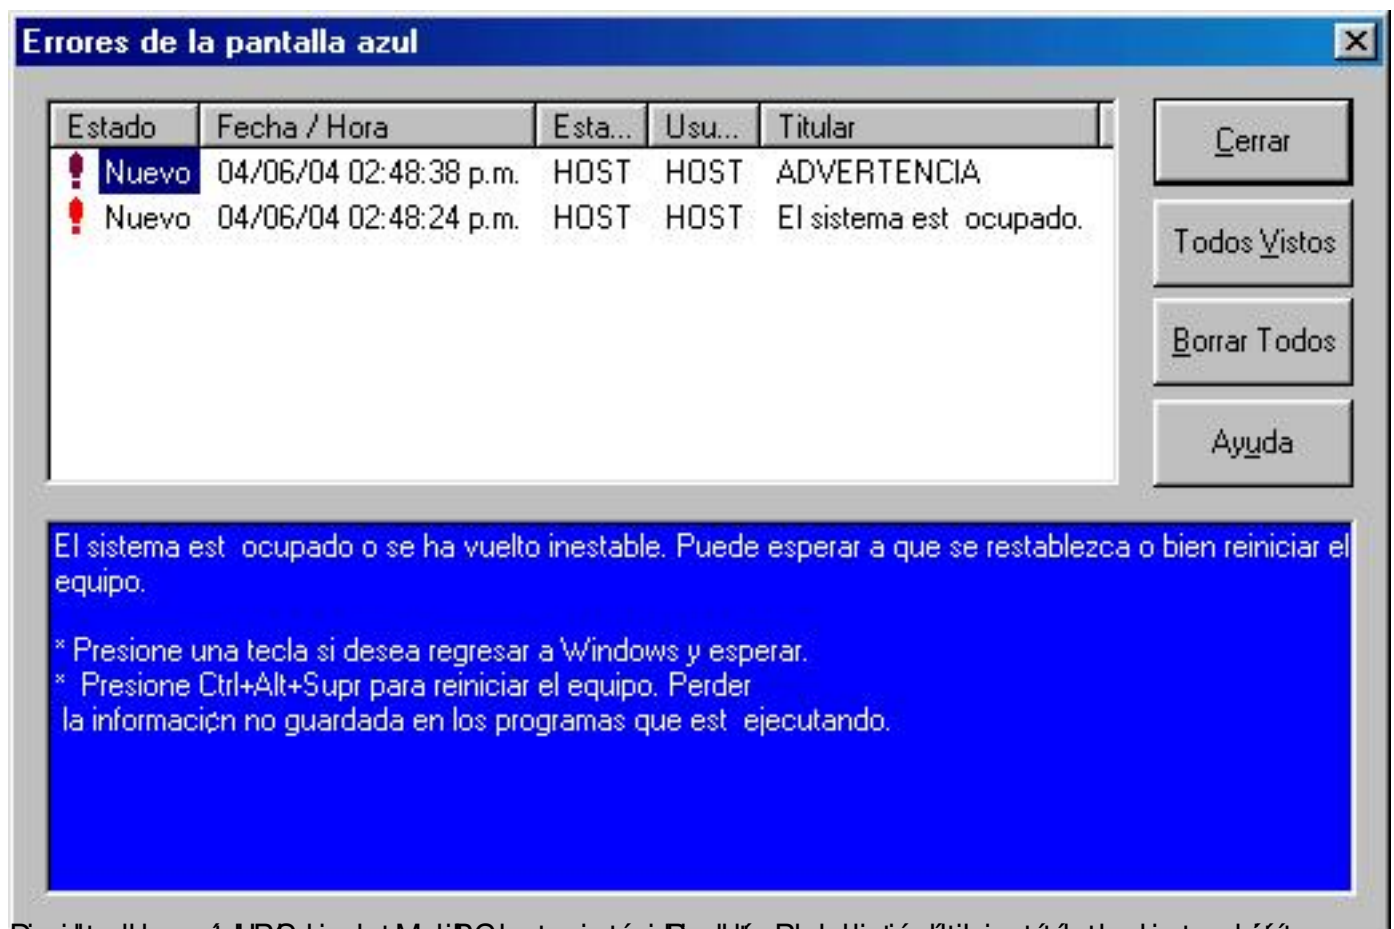 Errores de la pantalla azul
Estado Fecha / Hora Esta... Usu... Titular
Nuevo 04/06/04 02:48:38 p.m. HOST HOST ADVERTENCIA
Nuevo 04/06/04 02:48:24 p.m. HOST HOST El sistema est ocupado.
Cerrar
Todos Vistos
Borrar Todos
Ayuda
El sistema est ocupado o se ha vuelto inestable. Puede esperar a que se restablezca o bien reiniciar el
equipo.
* Presione una tecla si desea regresar a Windows y esperar.
* Presione Ctrl+Alt+Supr para reiniciar el equipo. Perder
la informaci¢n no guardada en los programas que est ejecutando.